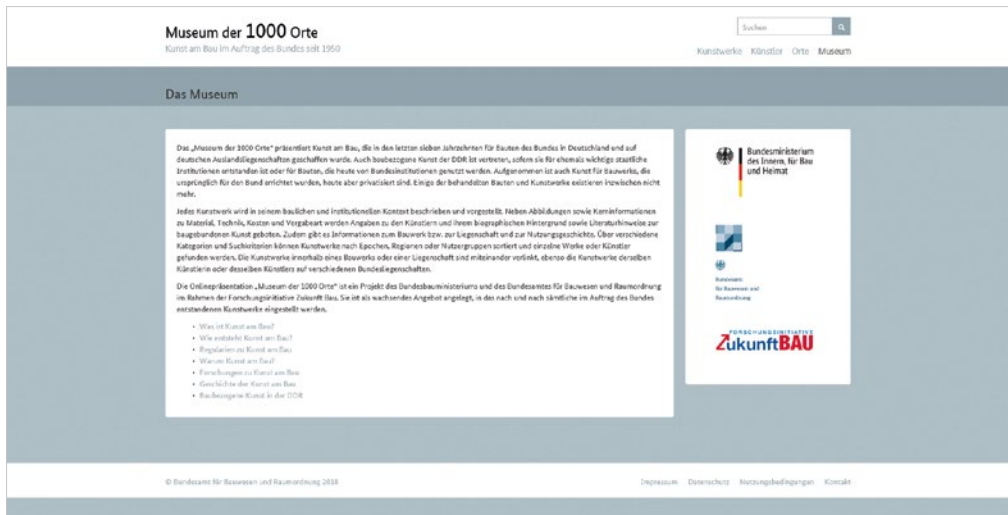 Museum der 1000 Orte
Kunst am Bau im Auftrag des Bundes seit 1950
Suchen
Kunstwerke Künstler Orte Museum
Das Museum
Das „Museum der 1000 Orte“ präsentiert Kunst am Bau, die in den letzten sieben Jahrzehnten für Bauten des Bundes in Deutschland und auf
deutschen Auslandsliegenschaften geschaffen wurde. Auch baubezogene Kunst der DDR ist vertreten, sofern sie für ehemals wichtige staatliche
Institutionen entstanden ist oder für Bauten, die heute von Bundesinstitutionen genutzt werden. Aufgenommen ist auch Kunst für Bauwerke, die
ursprünglich für den Bund errichtet wurden, heute aber privatisiert sind. Einige der behandelten Bauten und Kunstwerke existieren inzwischen nicht
mehr.
Jedes Kunstwerk wird in seinem baulichen und institutionellen Kontext beschrieben und vorgestellt. Neben Abbildungen sowie Kerninformationen
zu Material, Technik, Kosten und Vergabeart werden Angaben zu den Künstlern und ihrem biographischen Hintergrund sowie Literaturhinweise zur
baugebundenen Kunst geboten. Zudem gibt es Informationen zum Bauwerk bzw. zur Liegenschaft und zur Nutzungsgeschichte. Über verschiedene
Kategorien und Suchkriterien können Kunstwerke nach Epochen, Regionen oder Nutzergruppen sortiert und einzelne Werke oder Künstler
gefunden werden. Die Kunstwerke innerhalb eines Bauwerks oder einer Liegenschaft sind miteinander verlinkt, ebenso die Kunstwerke derselben
Künstlerin oder desselben Künstlers auf verschiedenen Bundesliegenschaften.
Die Onlinepräsentation „Museum der 1000 Orte“ ist ein Projekt des Bundesbauministeriums und des Bundesamtes für Bauwesen und Raumordnung
im Rahmen der Forschungsinitiative Zukunft Bau. Sie ist als wachsendes Angebot angelegt, in das nach und nach sämtliche im Auftrag des Bundes
entstandenen Kunstwerke eingestellt werden.
• Was ist Kunst am Bau?
• Wie entsteht Kunst am Bau?
• Regularien zu Kunst am Bau
• Warum Kunst am Bau?
• Forschungen zu Kunst am Bau
• Geschichte der Kunst am Bau
• Baubezogene Kunst in der DDR
Bundesministerium
des Innern, für Bau
und Heimat
Bundesamt
für Bauwesen und
Raumordnung
FORSCHUNGSINITIATIVE
ZukunftBAU
© Bundesamt für Bauwesen und Raumordnung 2018
Impressum Datenschutz Nutzungsbedingungen Kontakt